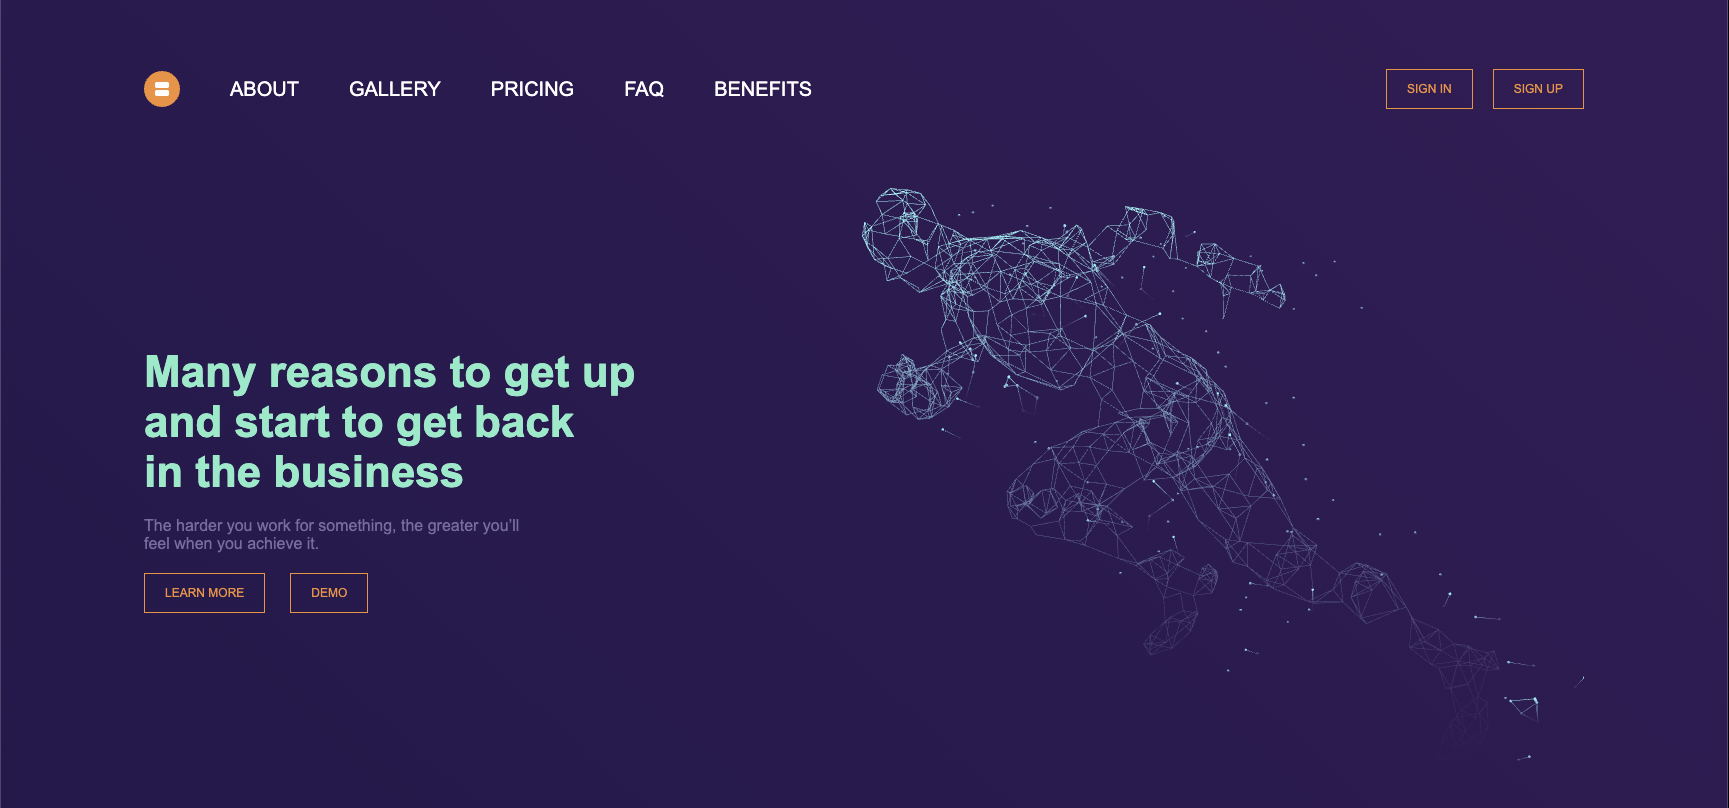 ABOUT GALLERY PRICING FAQ BENEFITS SIGN IN SIGN UP
Many reasons to get up
and start to get back
in the business
The harder you work for something, the greater you’ll
feel when you achieve it.
LEARN MORE DEMO